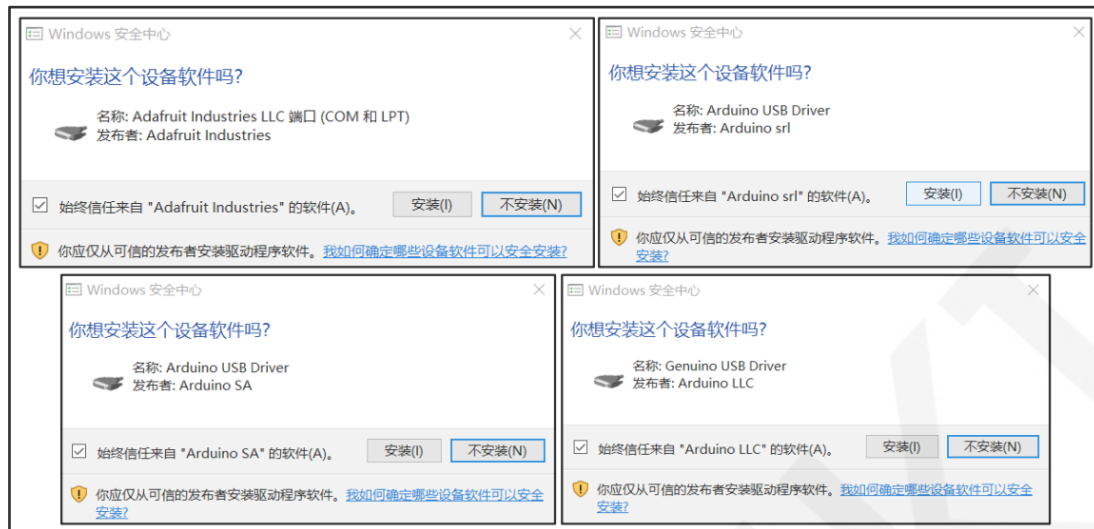 Windows 安全中心
你想安装这个设备软件吗?
名称: Adafruit Industries LLC 端口 (COM 和 LPT)
发布者: Adafruit Industries
始终信任来自 "Adafruit Industries" 的软件(A)。
安装(I)
不安装(N)
你应仅从可信的发布者安装驱动程序软件。我如何确定哪些设备软件可以安全安装?
Windows 安全中心
你想安装这个设备软件吗?
名称: Arduino USB Driver
发布者: Arduino srl
始终信任来自 "Arduino srl" 的软件(A)。
安装(I)
不安装(N)
你应仅从可信的发布者安装驱动程序软件。我如何确定哪些设备软件可以安全
安装?
Windows 安全中心
你想安装这个设备软件吗?
名称: Arduino USB Driver
发布者: Arduino SA
始终信任来自 "Arduino SA" 的软件(A)。
安装(I)
不安装(N)
你应仅从可信的发布者安装驱动程序软件。我如何确定哪些设备软件可以安全
安装?
Windows 安全中心
你想安装这个设备软件吗?
名称: Genuino USB Driver
发布者: Arduino LLC
始终信任来自 "Arduino LLC" 的软件(A)。
安装(I)
不安装(N)
你应仅从可信的发布者安装驱动程序软件。我如何确定哪些设备软件可以安全
安装?